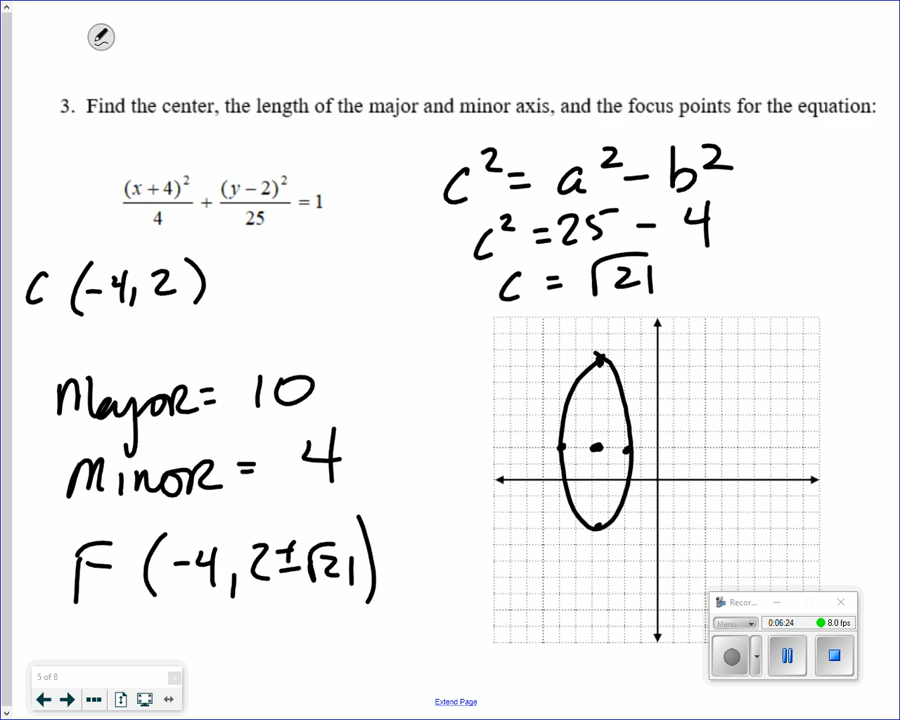 3. Find the center, the length of the major and minor axis, and the focus points for the equation:
(x+4)²/4 + (y−2)²/25 = 1
c² = a² − b²
c² = 25 − 4
c = √21
C (-4, 2)
Major = 10
Minor = 4
F (-4, 2±√21)
Recor...
Menu
0:06:24
8.0 fps
5 of 8
Extend Page